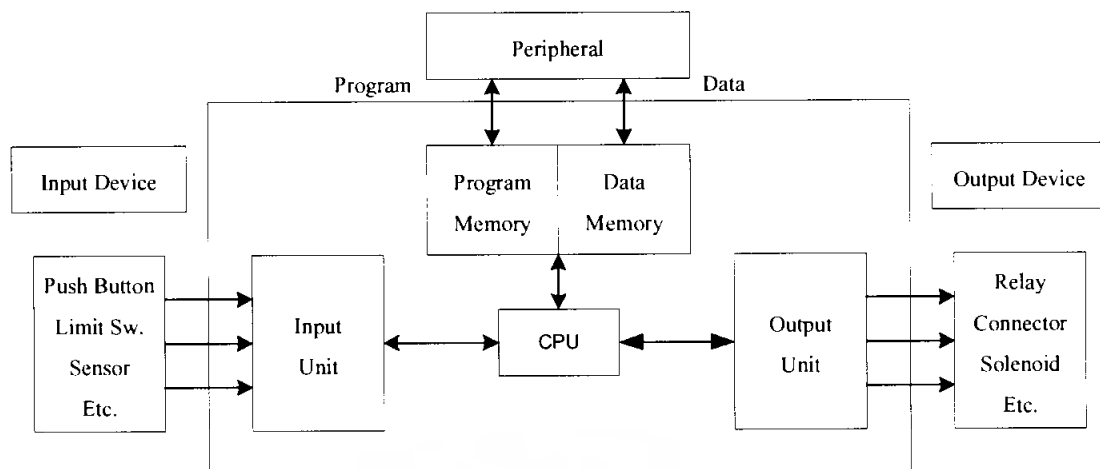 Peripheral
Program
Data
Input Device
Program
Memory
Data
Memory
Output Device
Push Button
Limit Sw.
Sensor
Etc.
Input
Unit
CPU
Output
Unit
Relay
Connector
Solenoid
Etc.